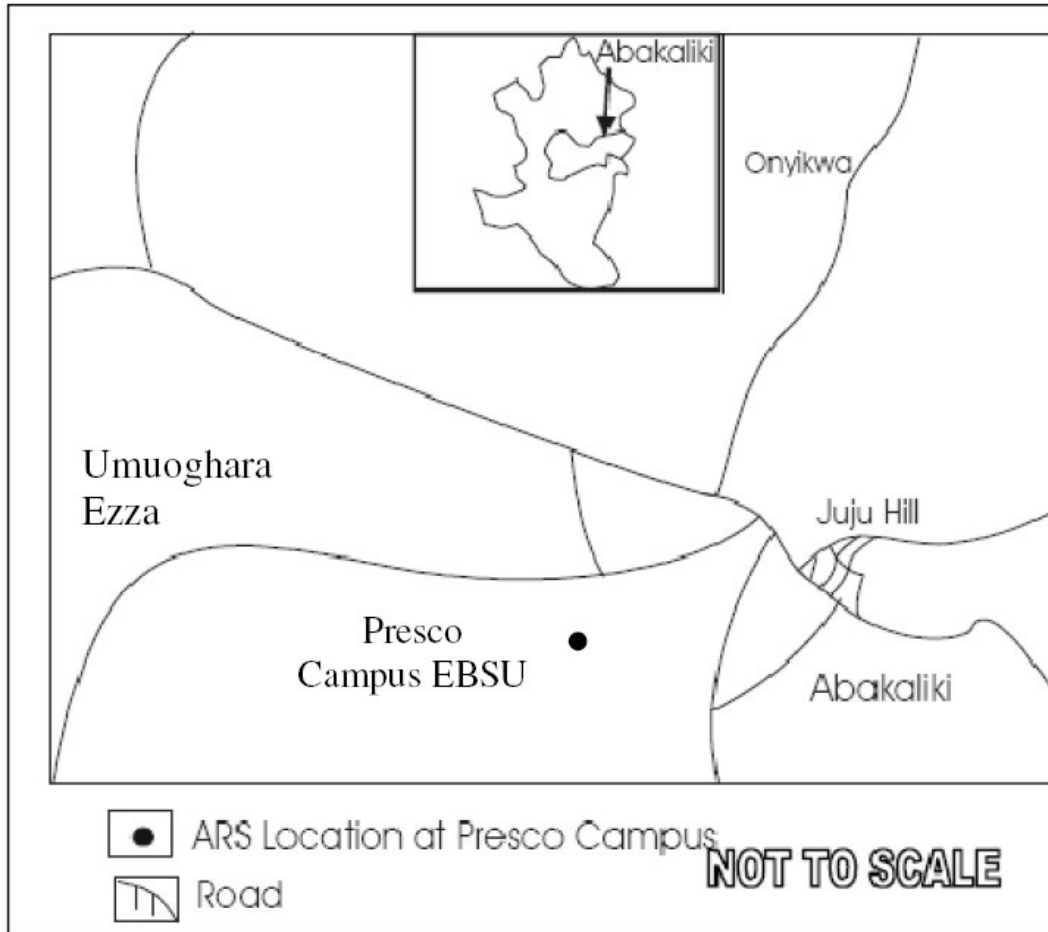 Abakaliki
Onyikwa
Umuoghara
Ezza
Juju Hill
Presco
Campus EBSU
Abakaliki
ARS Location at Presco Campus
NOT TO SCALE
Road